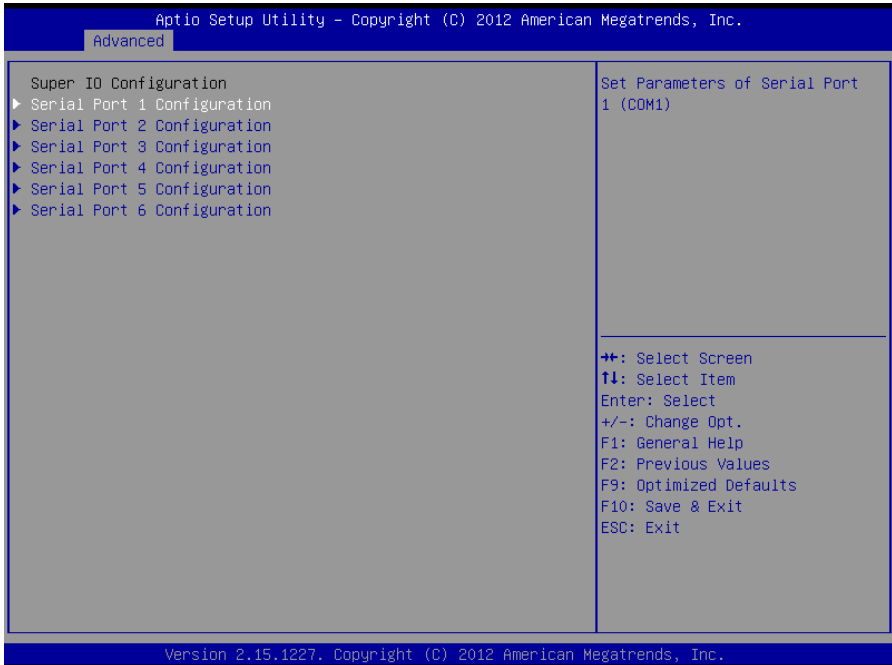 Aptio Setup Utility – Copyright (C) 2012 American Megatrends, Inc.
Advanced
Super IO Configuration
Serial Port 1 Configuration
Serial Port 2 Configuration
Serial Port 3 Configuration
Serial Port 4 Configuration
Serial Port 5 Configuration
Serial Port 6 Configuration
Set Parameters of Serial Port
1 (COM1)
→←: Select Screen
↑↓: Select Item
Enter: Select
+/-: Change Opt.
F1: General Help
F2: Previous Values
F9: Optimized Defaults
F10: Save & Exit
ESC: Exit
Version 2.15.1227. Copyright (C) 2012 American Megatrends, Inc.